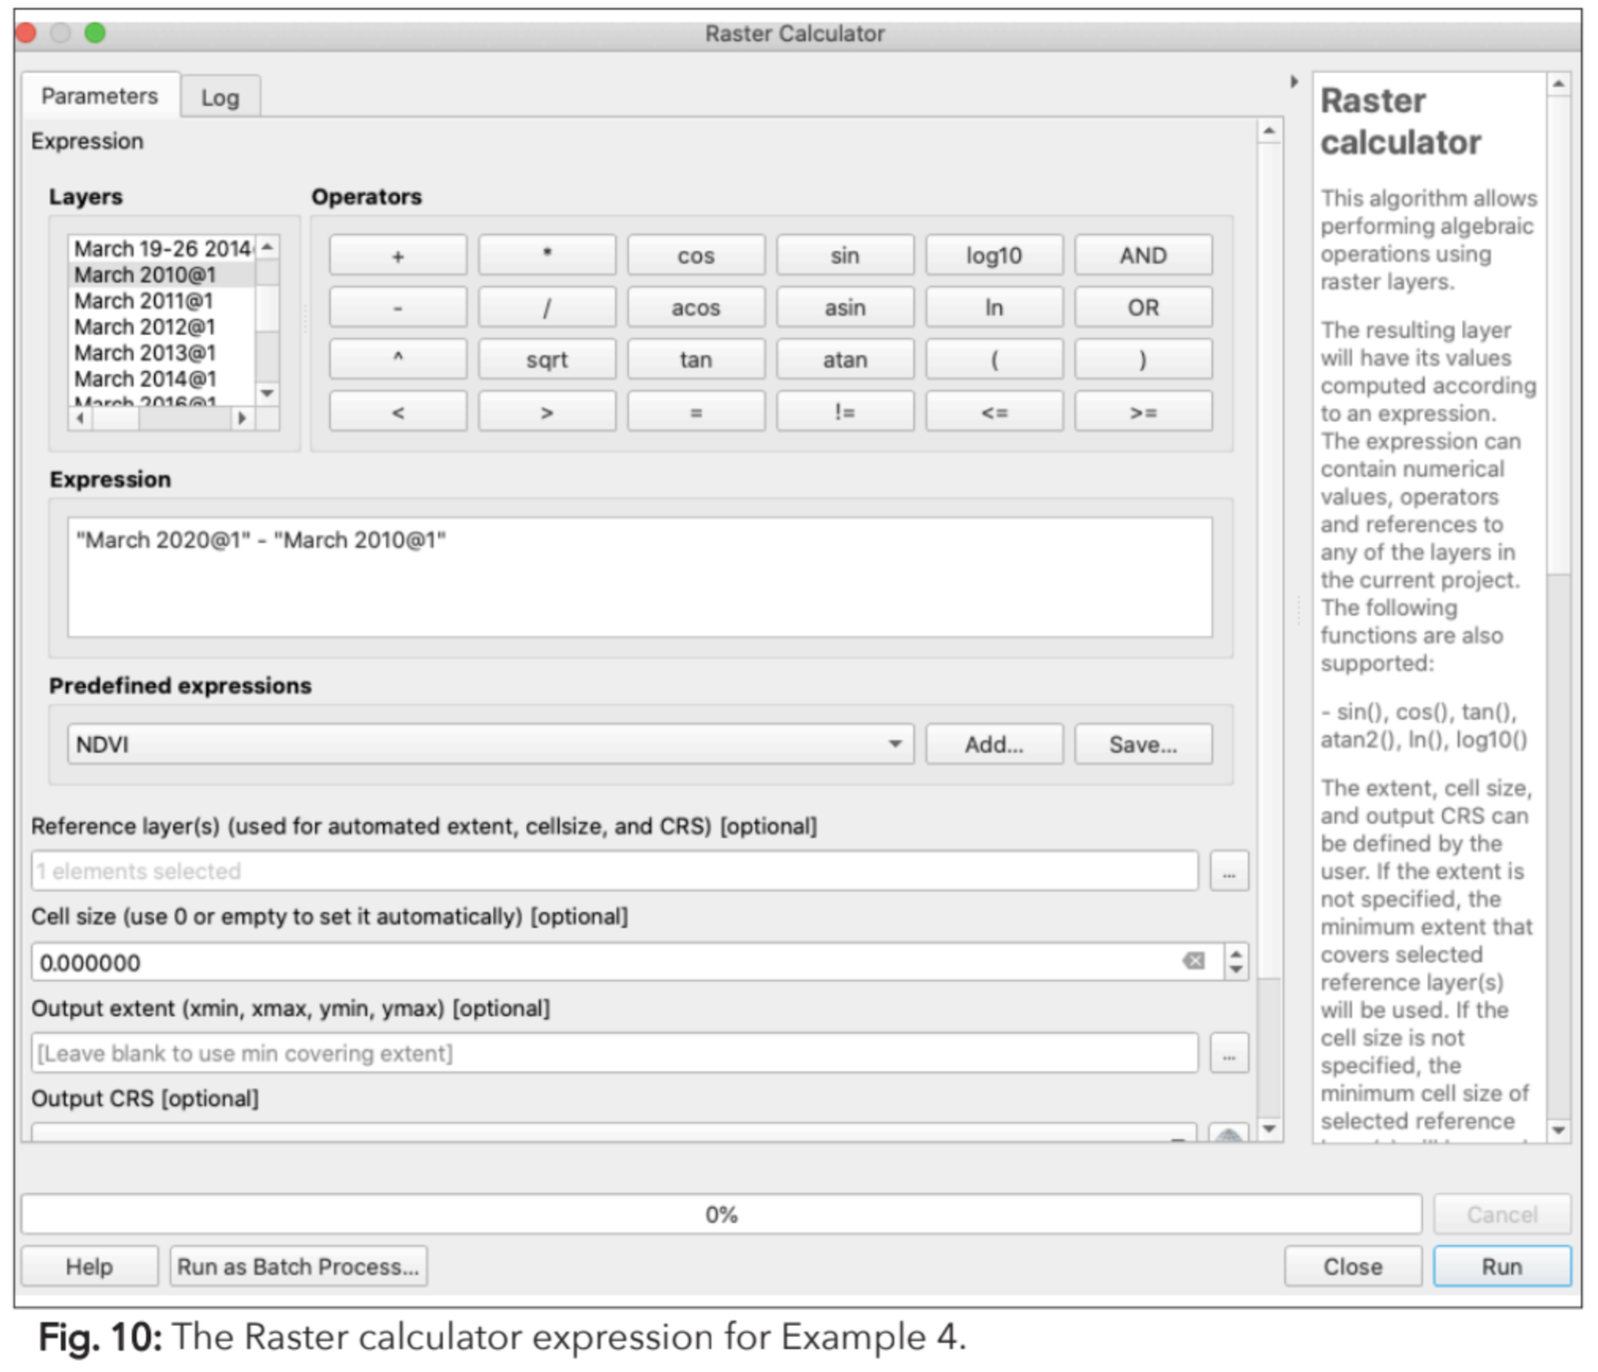 Raster Calculator
Parameters
Log
Expression
Layers
March 19-26 2014
March 2010@1
March 2011@1
March 2012@1
March 2013@1
March 2014@1
March 2016@1
Operators
+ * cos sin log10 AND
- / acos asin ln OR
^ sqrt tan atan ( )
< > = != <= >=
Expression
"March 2020@1" - "March 2010@1"
Predefined expressions
NDVI
Add...
Save...
Reference layer(s) (used for automated extent, cellsize, and CRS) [optional]
1 elements selected
...
Cell size (use 0 or empty to set it automatically) [optional]
0.000000
Output extent (xmin, xmax, ymin, ymax) [optional]
[Leave blank to use min covering extent]
...
Output CRS [optional]
Raster
calculator
This algorithm allows
performing algebraic
operations using
raster layers.
The resulting layer
will have its values
computed according
to an expression.
The expression can
contain numerical
values, operators
and references to
any of the layers in
the current project.
The following
functions are also
supported:
- sin(), cos(), tan(),
atan2(), ln(), log10()
The extent, cell size,
and output CRS can
be defined by the
user. If the extent is
not specified, the
minimum extent that
covers selected
reference layer(s)
will be used. If the
cell size is not
specified, the
minimum cell size of
selected reference
0%
Cancel
Help
Run as Batch Process...
Close
Run
Fig. 10: The Raster calculator expression for Example 4.